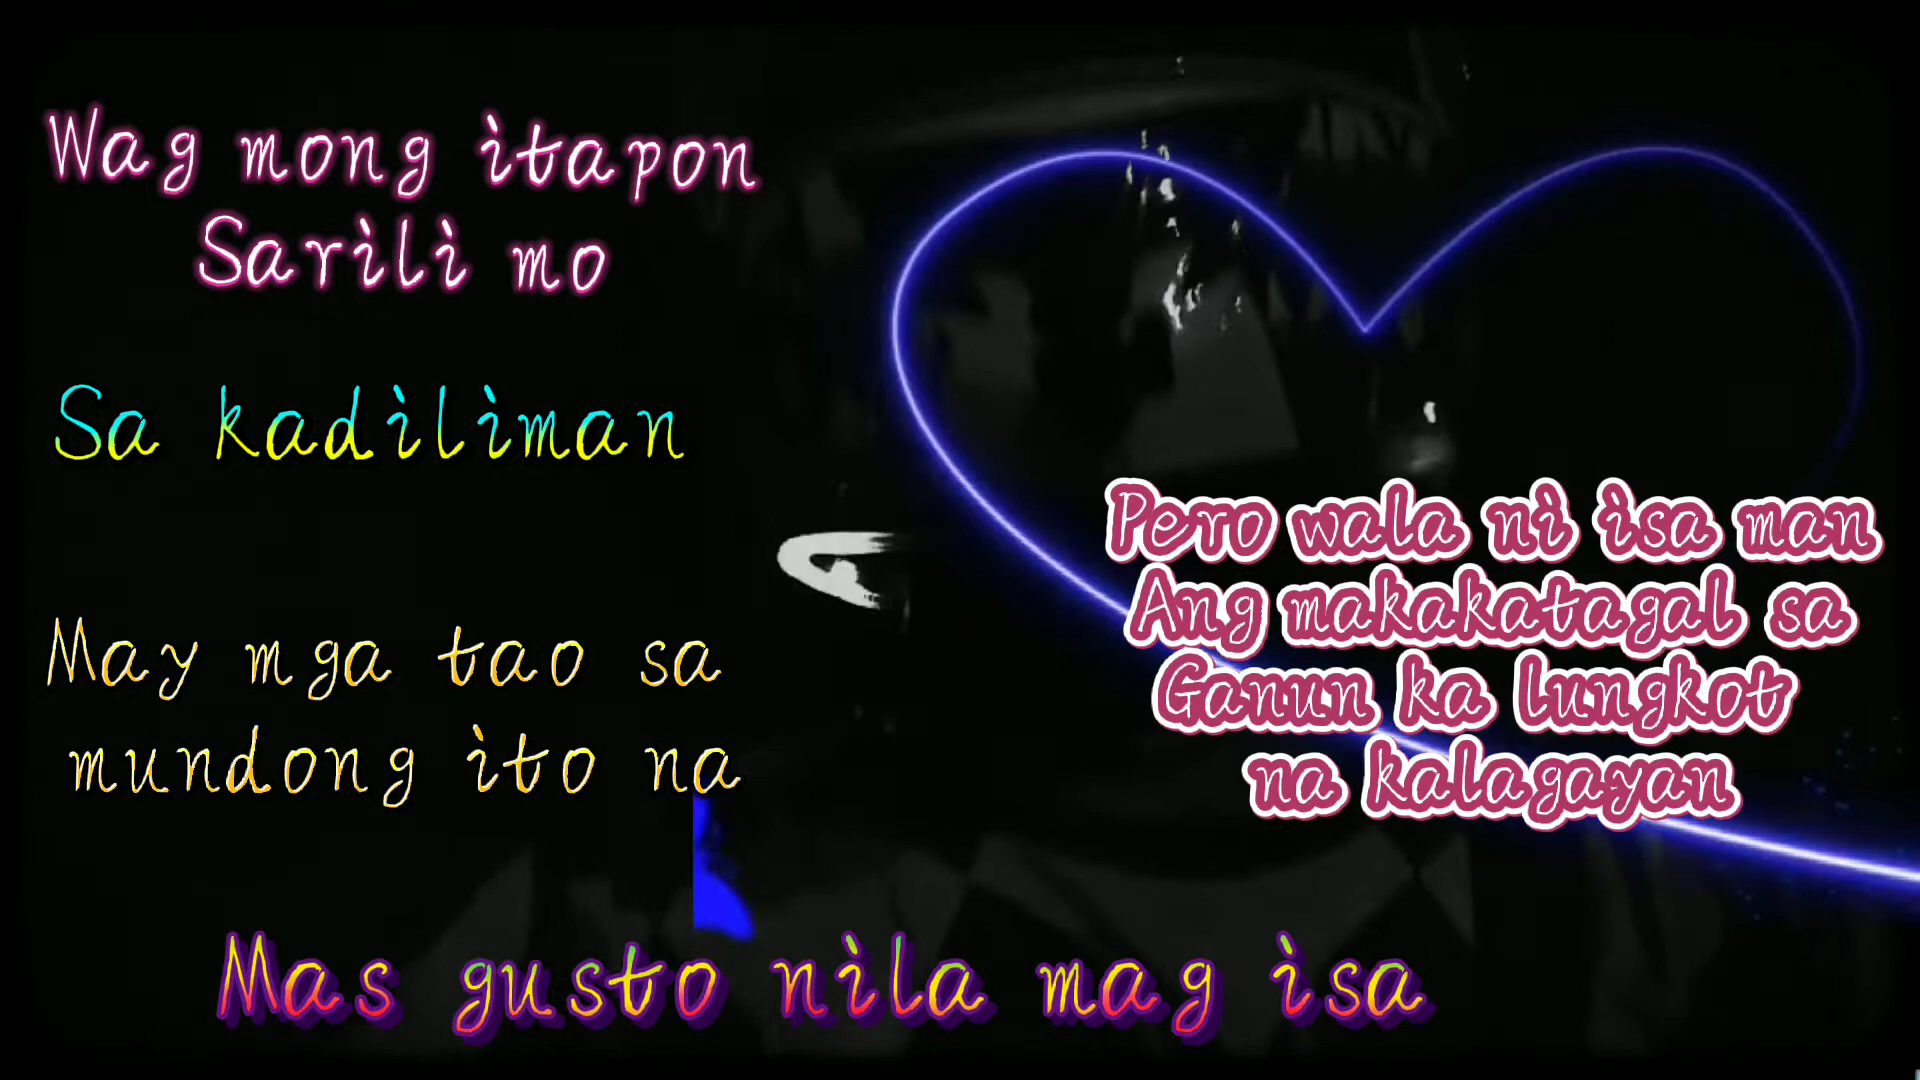 Wag mong itapon
Sarili mo
Sa kadiliman
May mga tao sa
mundong ito na
Mas gusto nila mag isa
Pero wala ni isa man
Ang makakatagal sa
Ganun ka lungkot
na kalagayan